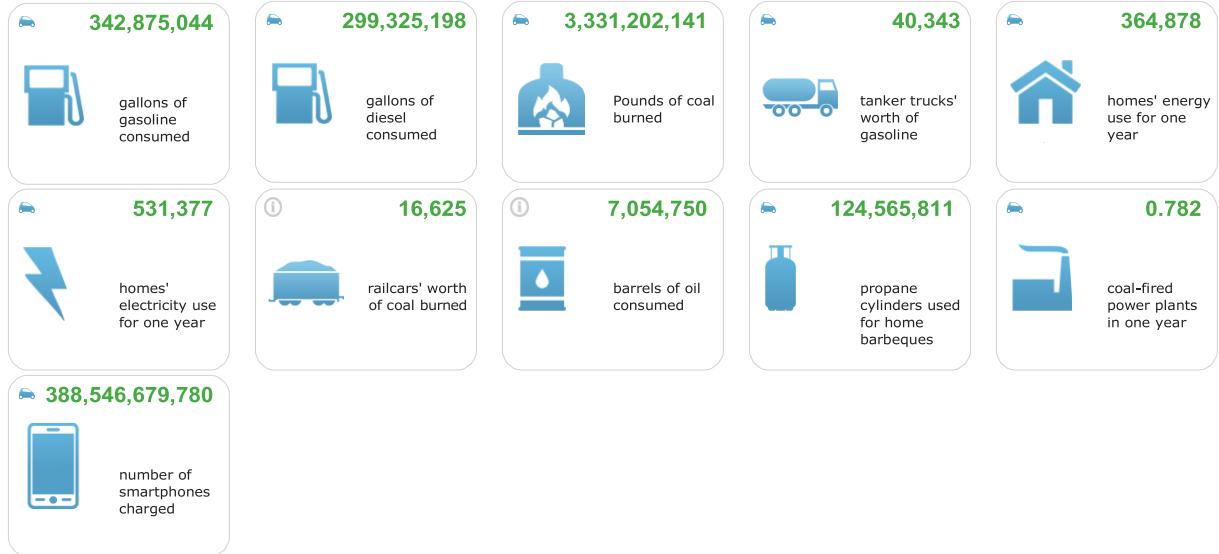 342,875,044
gallons of
gasoline
consumed
299,325,198
gallons of
diesel
consumed
3,331,202,141
Pounds of coal
burned
40,343
tanker trucks'
worth of
gasoline
364,878
homes' energy
use for one
year
531,377
homes'
electricity use
for one year
16,625
railcars' worth
of coal burned
7,054,750
barrels of oil
consumed
124,565,811
propane
cylinders used
for home
barbeques
0.782
coal-fired
power plants
in one year
388,546,679,780
number of
smartphones
charged